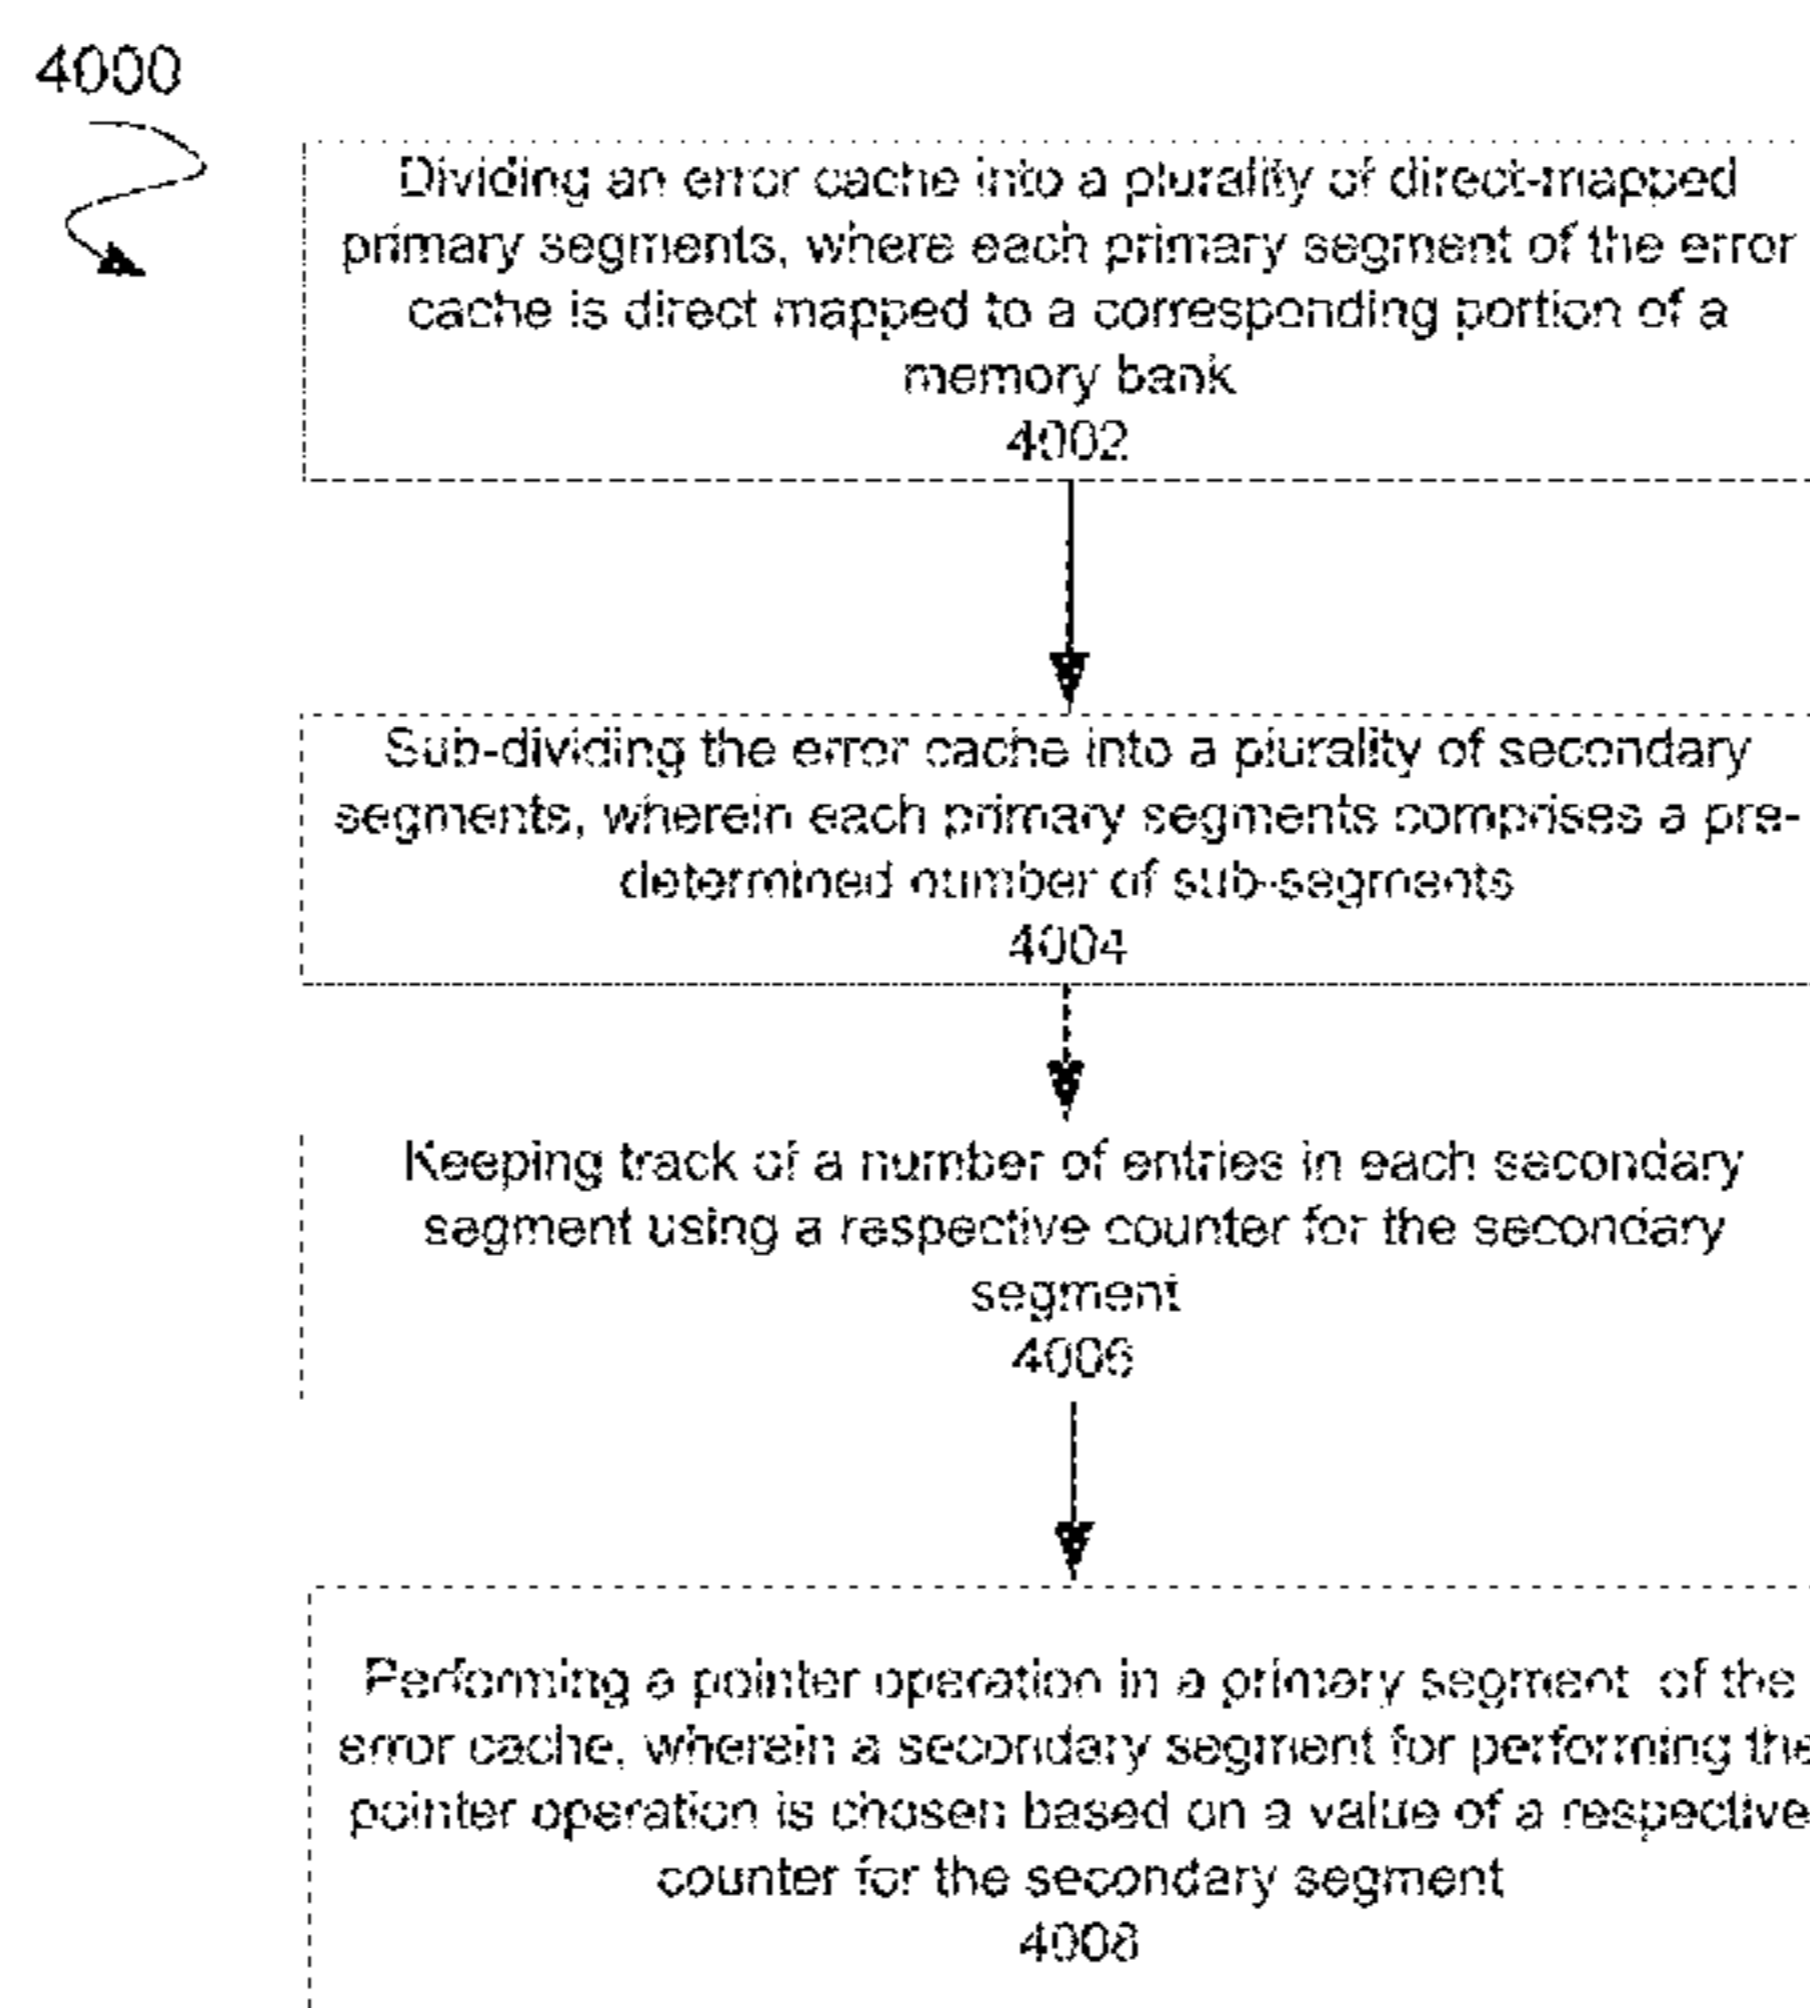 4000
Dividing an error cache into a plurality of direct-mapped
primary segments, where each primary segment of the error
cache is direct mapped to a corresponding portion of a
memory bank
4002
Sub-dividing the error cache into a plurality of secondary
segments, wherein each primary segments comprises a pre-
determined number of sub-segments
4004
Keeping track of a number of entries in each secondary
segment using a respective counter for the secondary
segment
4006
Performing a pointer operation in a primary segment of the
error cache, wherein a secondary segment for performing the
pointer operation is chosen based on a value of a respective
counter for the secondary segment
4008